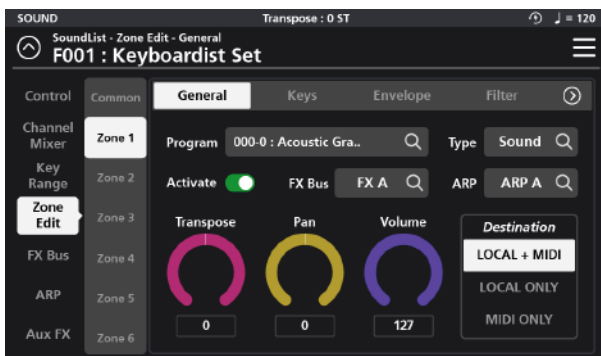 SOUND Transpose : 0 ST ♩ = 120
SoundList - Zone Edit - General
F001 : Keyboardist Set
Control
Channel Mixer
Key Range
Zone Edit
FX Bus
ARP
Aux FX
Common
Zone 1
Zone 2
Zone 3
Zone 4
Zone 5
Zone 6
General Keys Envelope Filter
Program 000-0 : Acoustic Gra.. Type Sound
Activate FX Bus FX A ARP ARP A
Transpose Pan Volume
0 0 127
Destination
LOCAL + MIDI
LOCAL ONLY
MIDI ONLY